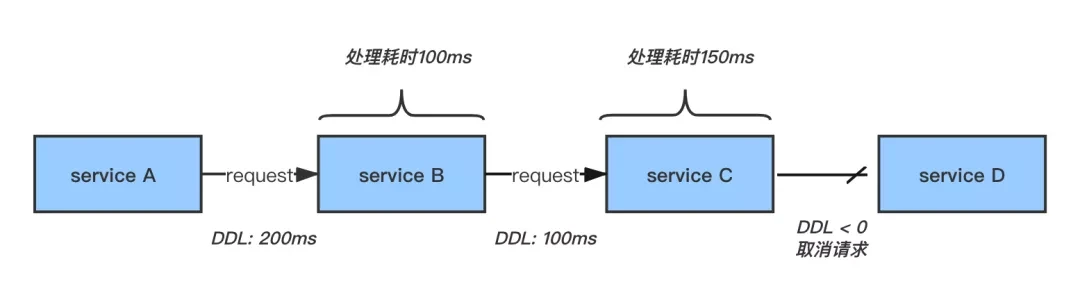 处理耗时100ms
处理耗时150ms
service A
request
service B
request
service C
service D
DDL: 200ms
DDL: 100ms
DDL < 0
取消请求